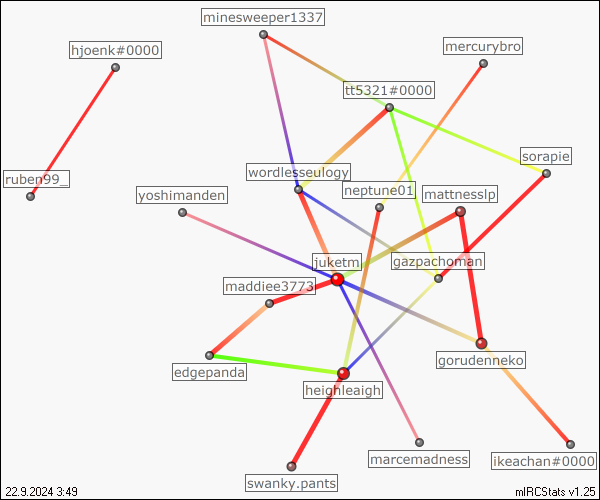 minesweeper1337
hjoenk#0000
mercurybro
tt5321#0000
sorapie
wordlesseulogy
ruben99_
yoshimanden
neptune01
mattnesslp
juketm
gazpachoman
maddiee3773
gorudenneko
edgepanda
heighleaigh
marcemadness
ikeachan#0000
swanky.pants
22.9.2024 3:49
mIRCStats v1.25